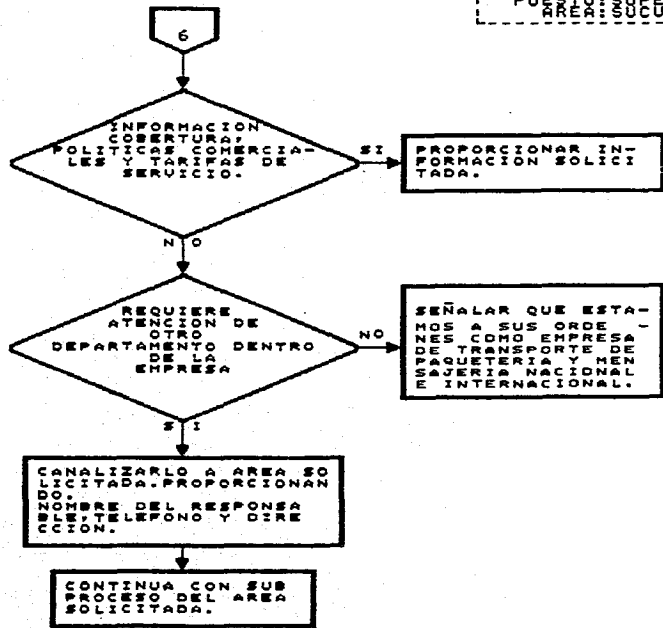 6
INFORMACION
COBERTURA,
POLITICAS COMERCIA-
LES Y TARIFAS DE
SERVICIO.
SI
PROPORCIONAR IN-
FORMACION SOLICI
TADA.
NO
REQUIERE
ATENCION DE
OTRO
DEPARTAMENTO DENTRO
DE LA
EMPRESA
NO
SEÑALAR QUE ESTA-
MOS A SUS ORDE -
NES COMO EMPRESA
DE TRANSPORTE DE
PAQUETERIA Y MEN
SAJERIA NACIONAL
E INTERNACIONAL.
SI
CANALIZARLO A AREA SO
LICITADA.PROPORCIONAN
DO.
NOMBRE DEL RESPONSA
BLE,TELEFONO Y DIRE
CCION.
CONTINUA CON SUB
PROCESO DEL AREA
SOLICITADA.